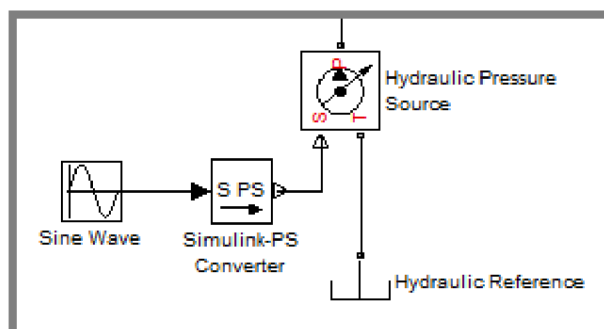 P
Hydraulic Pressure
Source
S
T
S PS
Sine Wave
Simulink-PS
Converter
Hydraulic Reference